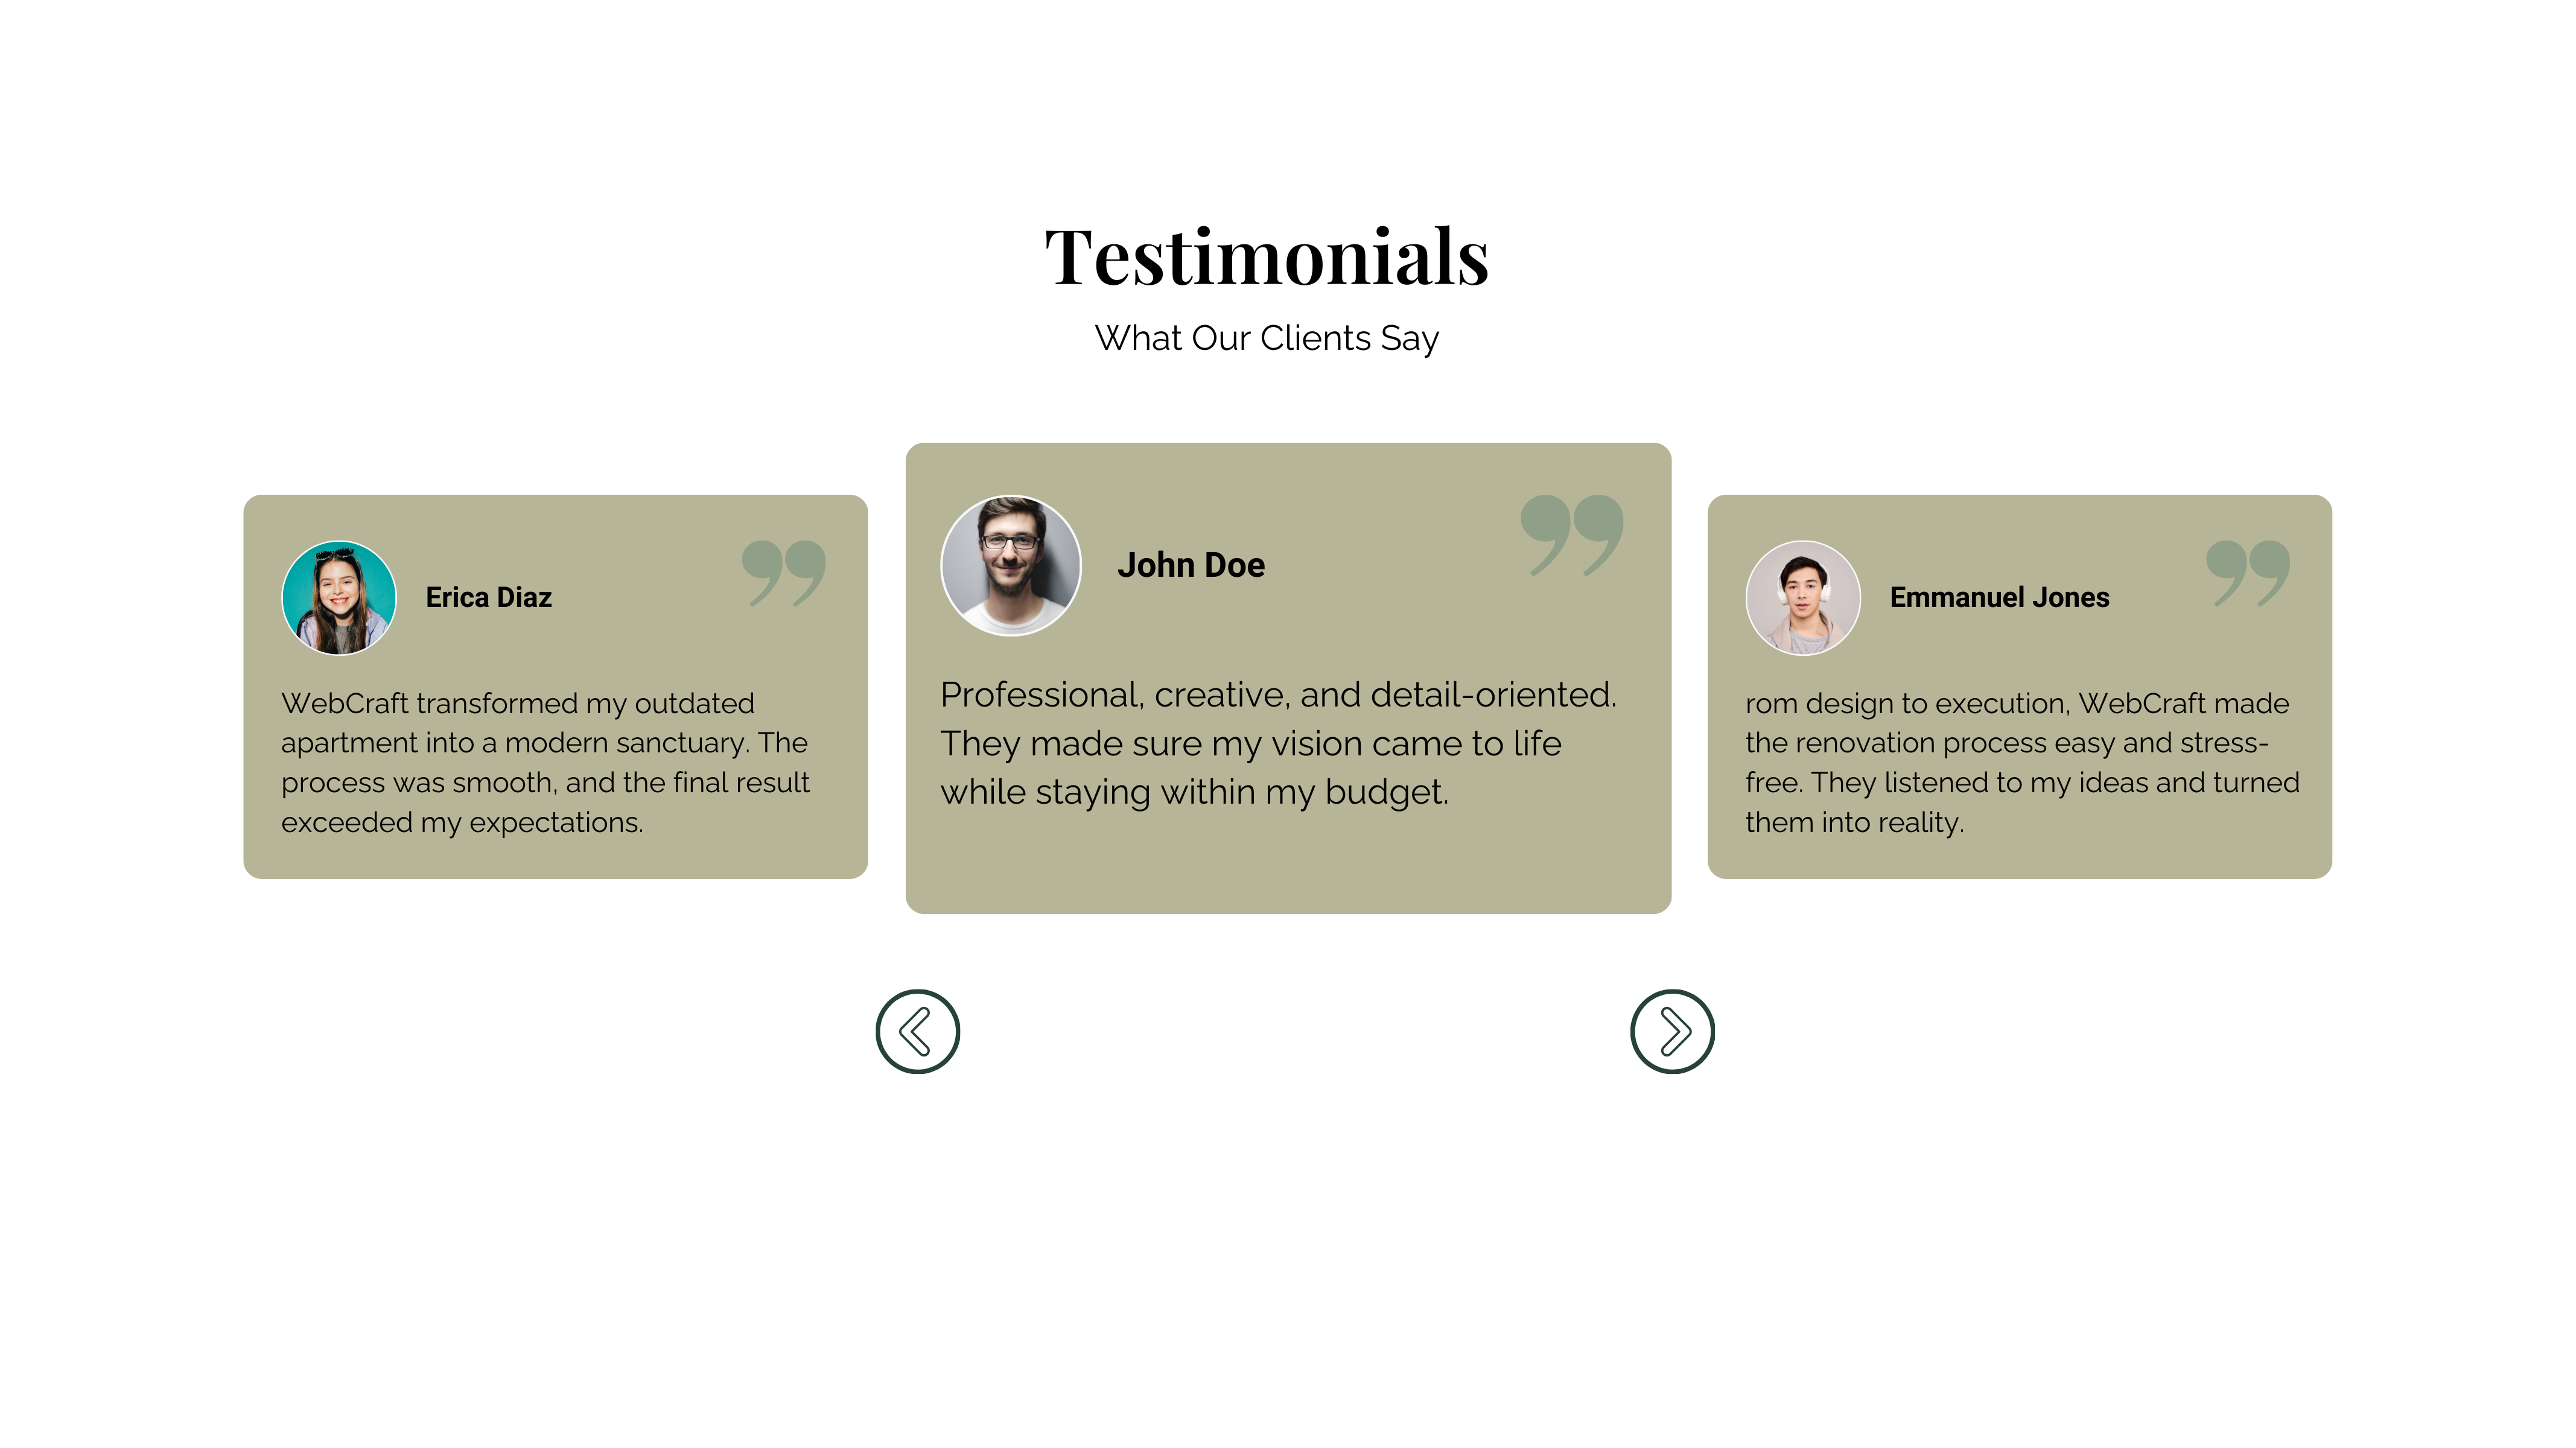 Testimonials
What Our Clients Say
Erica Diaz
WebCraft transformed my outdated
apartment into a modern sanctuary. The
process was smooth, and the final result
exceeded my expectations.
John Doe
Professional, creative, and detail-oriented.
They made sure my vision came to life
while staying within my budget.
Emmanuel Jones
rom design to execution, WebCraft made
the renovation process easy and stress-
free. They listened to my ideas and turned
them into reality.